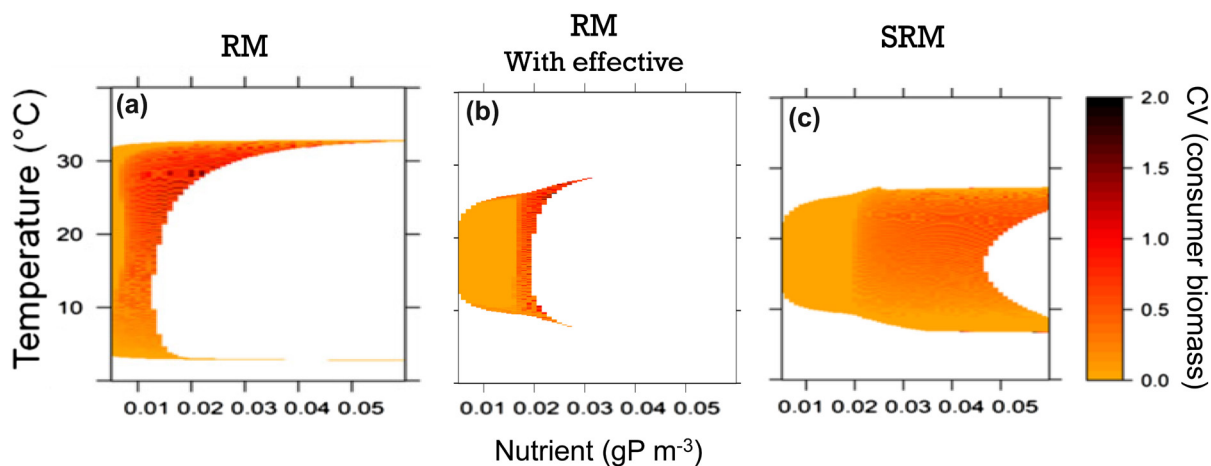 RM
RM
With effective
SRM
(a)
(b)
(c)
Temperature (°C)
30
20
10
0.01 0.02 0.03 0.04 0.05
0.01 0.02 0.03 0.04 0.05
0.01 0.02 0.03 0.04 0.05
Nutrient (gP m⁻³)
2.0
1.5
1.0
0.5
0.0
CV (consumer biomass)